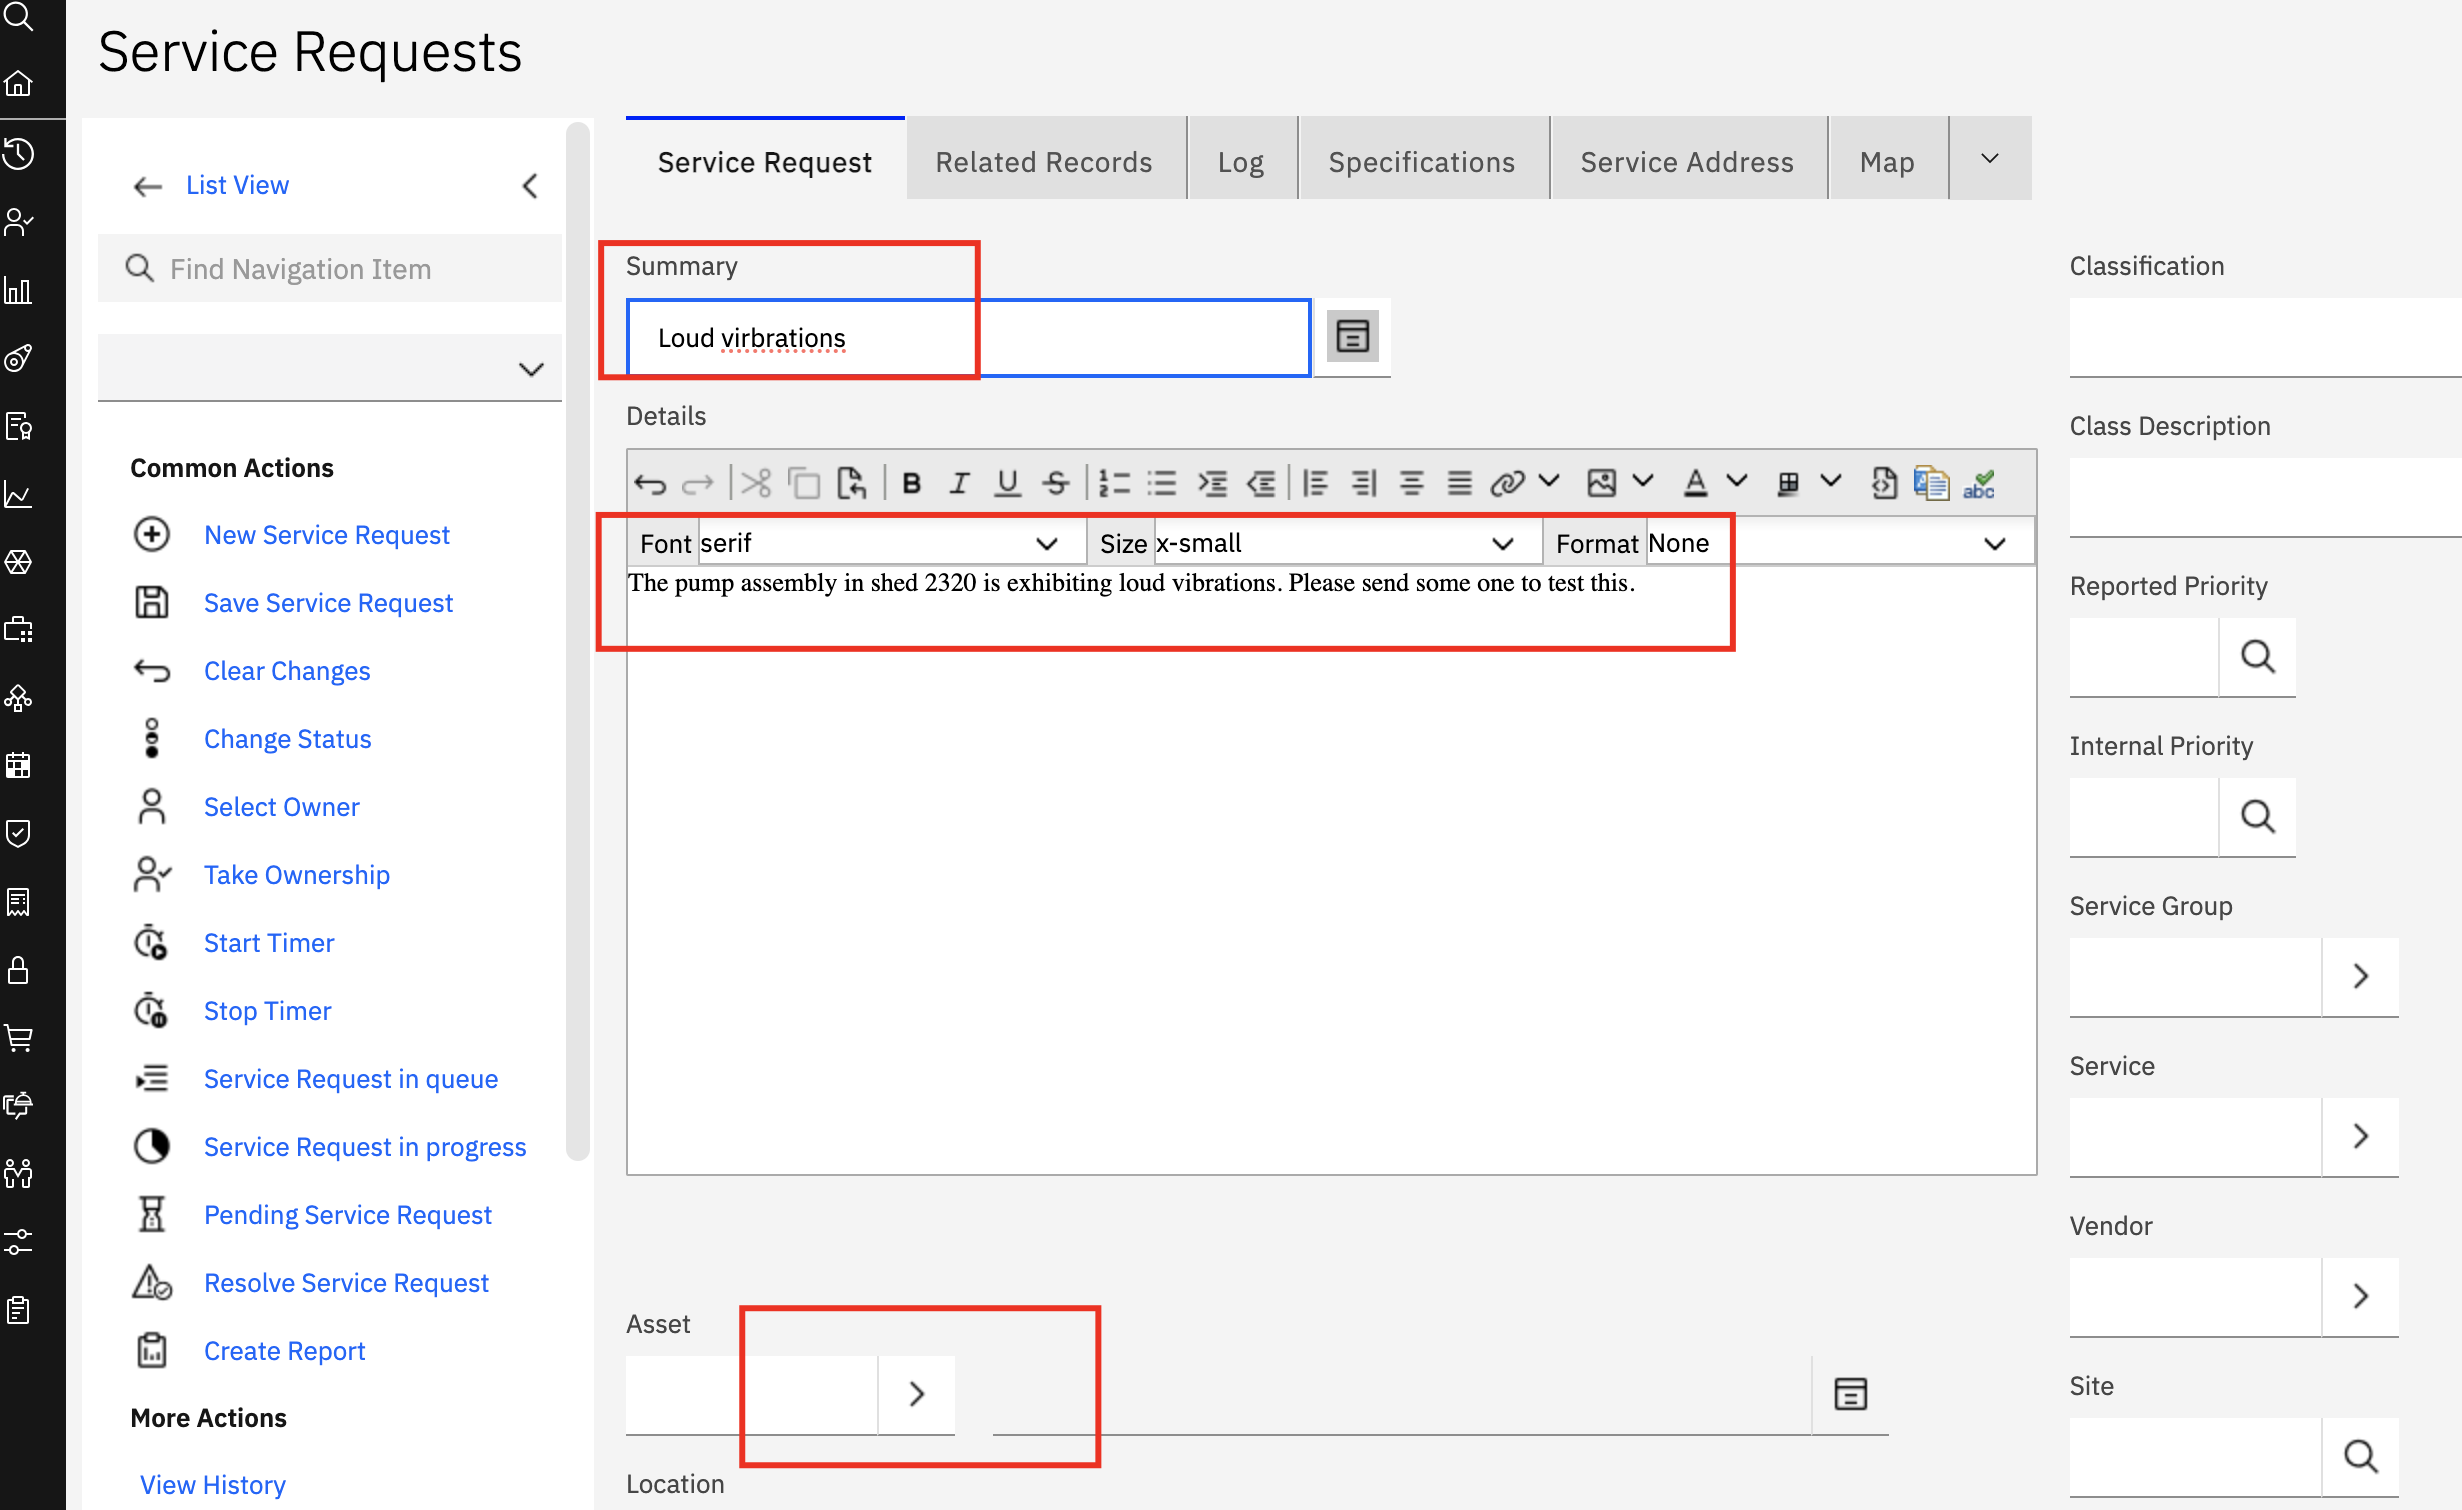 Service Requests
List View
Find Navigation Item
Common Actions
New Service Request
Save Service Request
Clear Changes
Change Status
Select Owner
Take Ownership
Start Timer
Stop Timer
Service Request in queue
Service Request in progress
Pending Service Request
Resolve Service Request
Create Report
More Actions
View History
Service Request Related Records Log Specifications Service Address Map
Summary
Loud virbrations
Details
B I U S A abc
Font serif Size x-small Format None
The pump assembly in shed 2320 is exhibiting loud vibrations. Please send some one to test this.
Asset
Location
Classification
Class Description
Reported Priority
Internal Priority
Service Group
Service
Vendor
Site